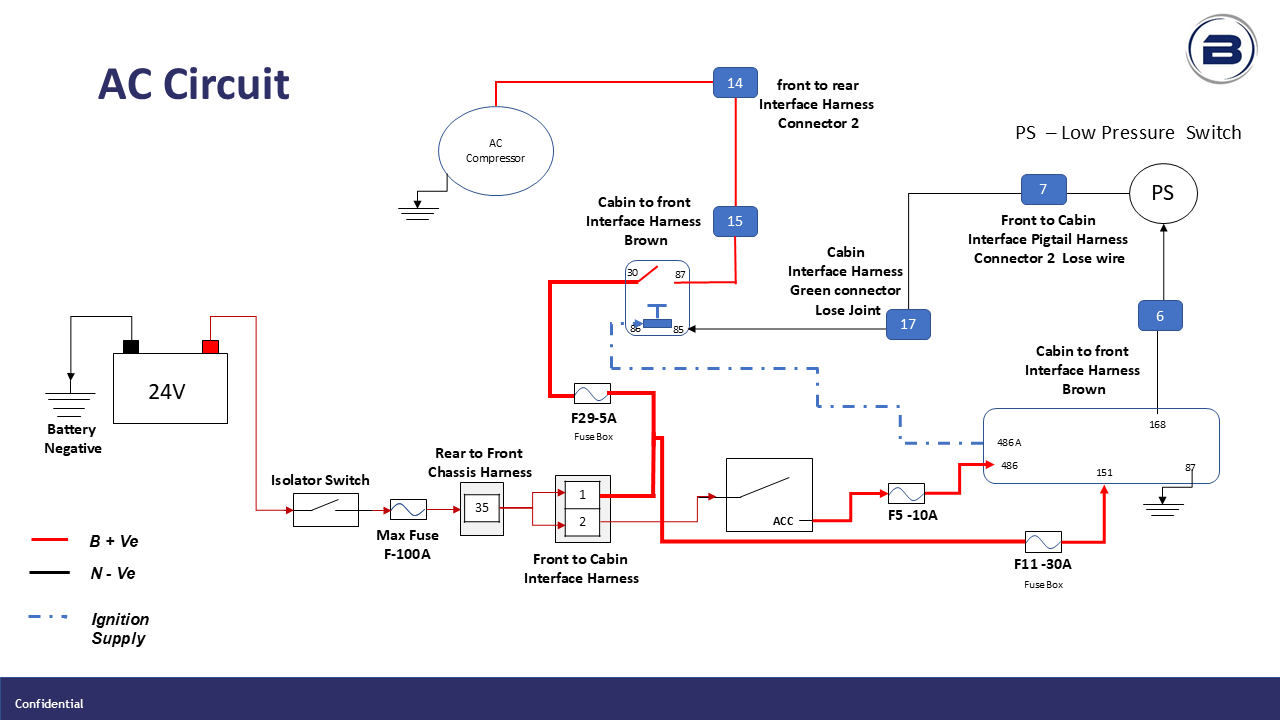 AC Circuit
B
14
front to rear
Interface Harness
Connector 2
PS – Low Pressure Switch
AC
Compressor
7
PS
Cabin to front
Interface Harness
Brown
15
Front to Cabin
Interface Pigtail Harness
Connector 2 Lose wire
Cabin
Interface Harness
Green connector
Lose Joint
30
87
86
85
17
6
Cabin to front
Interface Harness
Brown
24V
Battery
Negative
F29-5A
Fuse Box
168
486A
486
151
87
Rear to Front
Chassis Harness
Isolator Switch
35
1
2
ACC
F5 -10A
Max Fuse
F-100A
Front to Cabin
Interface Harness
F11 -30A
Fuse Box
B + Ve
N - Ve
Ignition
Supply
Confidential